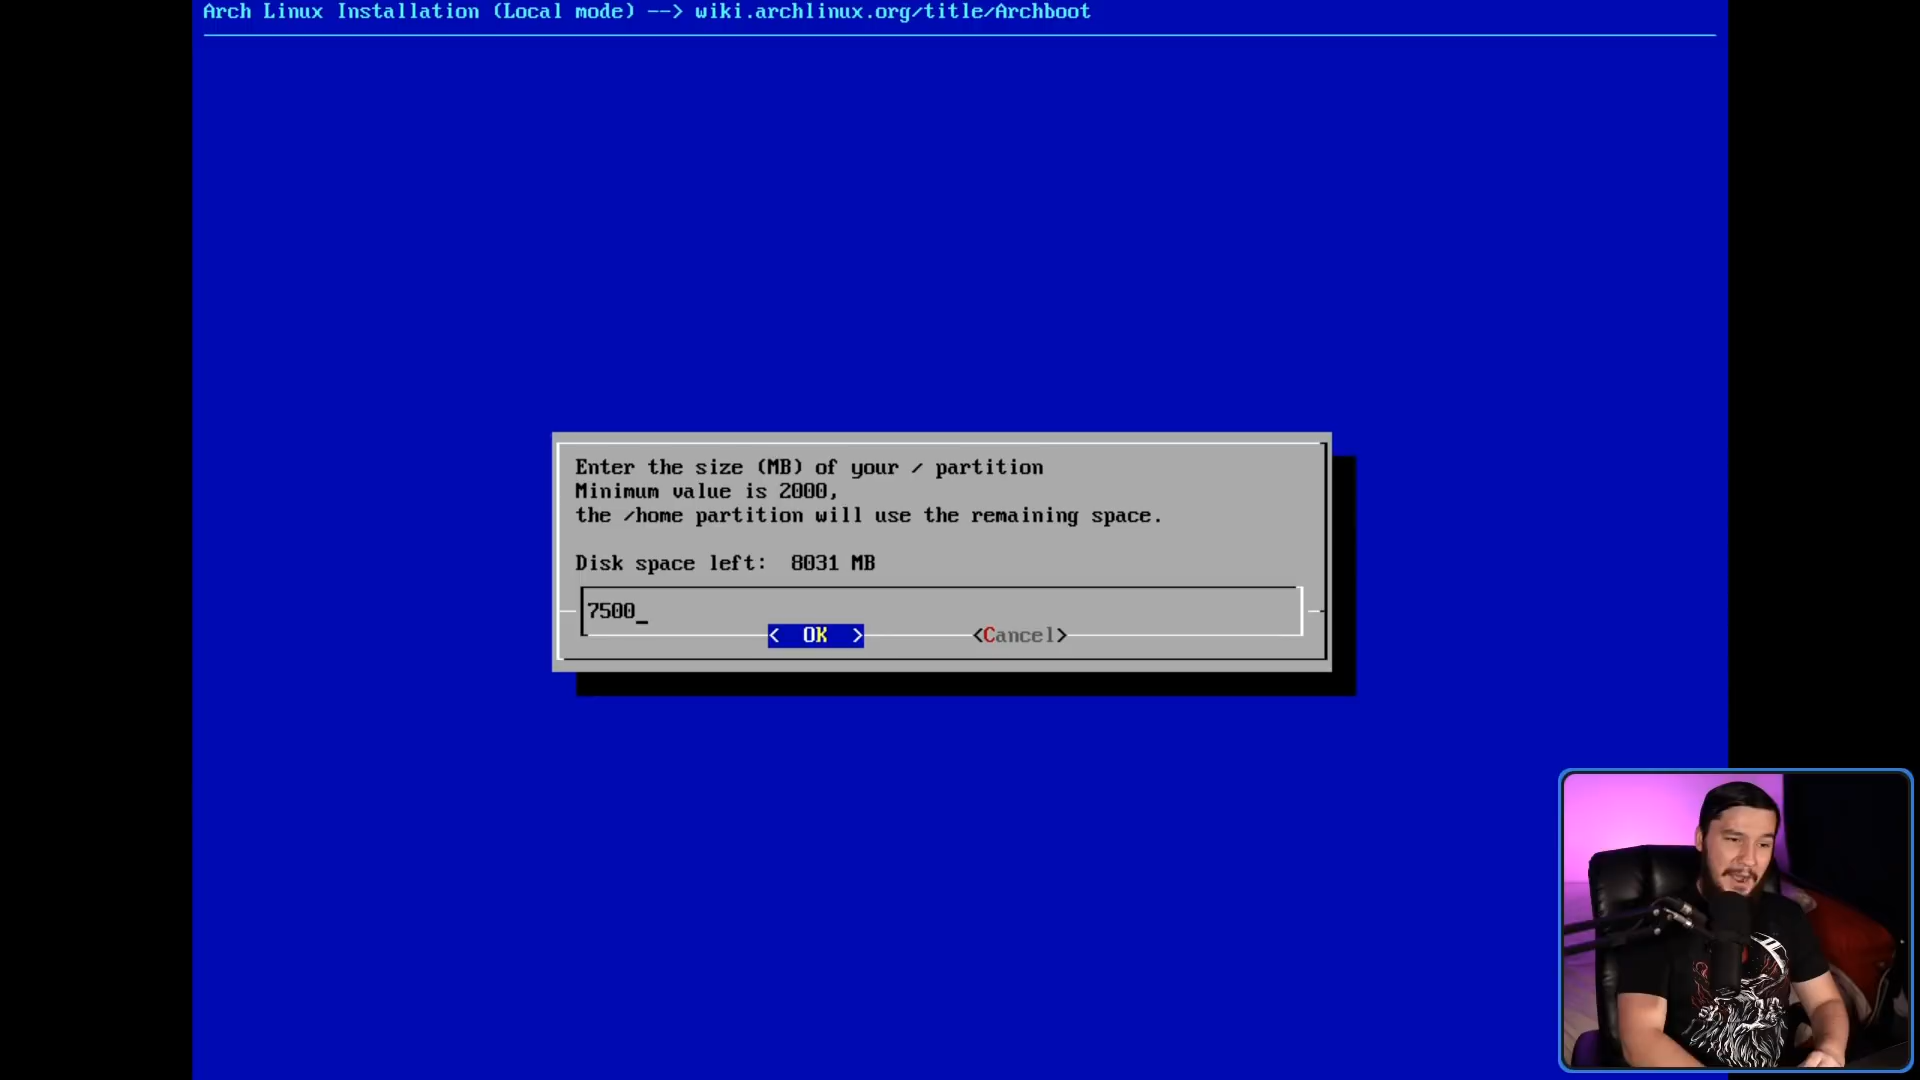 Arch Linux Installation (Local mode) --> wiki.archlinux.org/title/Archboot
Enter the size (MB) of your / partition
Minimum value is 2000,
the /home partition will use the remaining space.
Disk space left:  8031 MB
7500_
<  OK  > <Cancel>